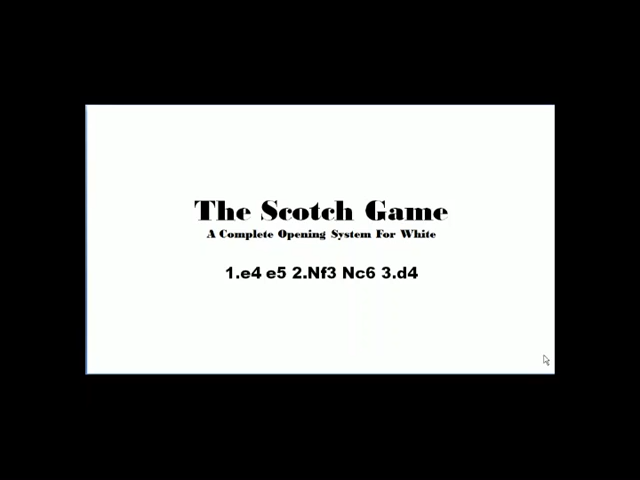 The Scotch Game
A Complete Opening System For White
1.e4 e5 2.Nf3 Nc6 3.d4